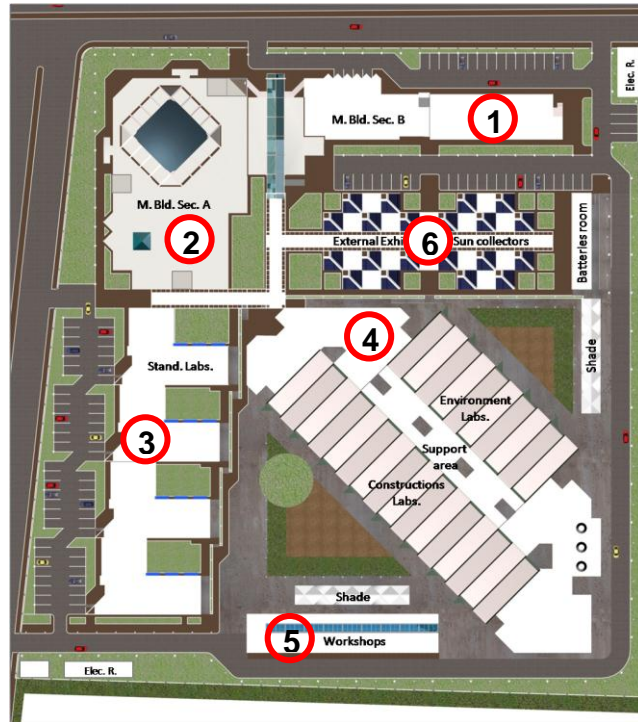 Elec. R.
M. Bld. Sec. B
1
M. Bld. Sec. A
2
External Exhi 6 Sun collectors
Batteries room
4
Shade
Stand. Labs.
3
Environment
Labs.
Support
area
Constructions
Labs.
Shade
5
Workshops
Elec. R.